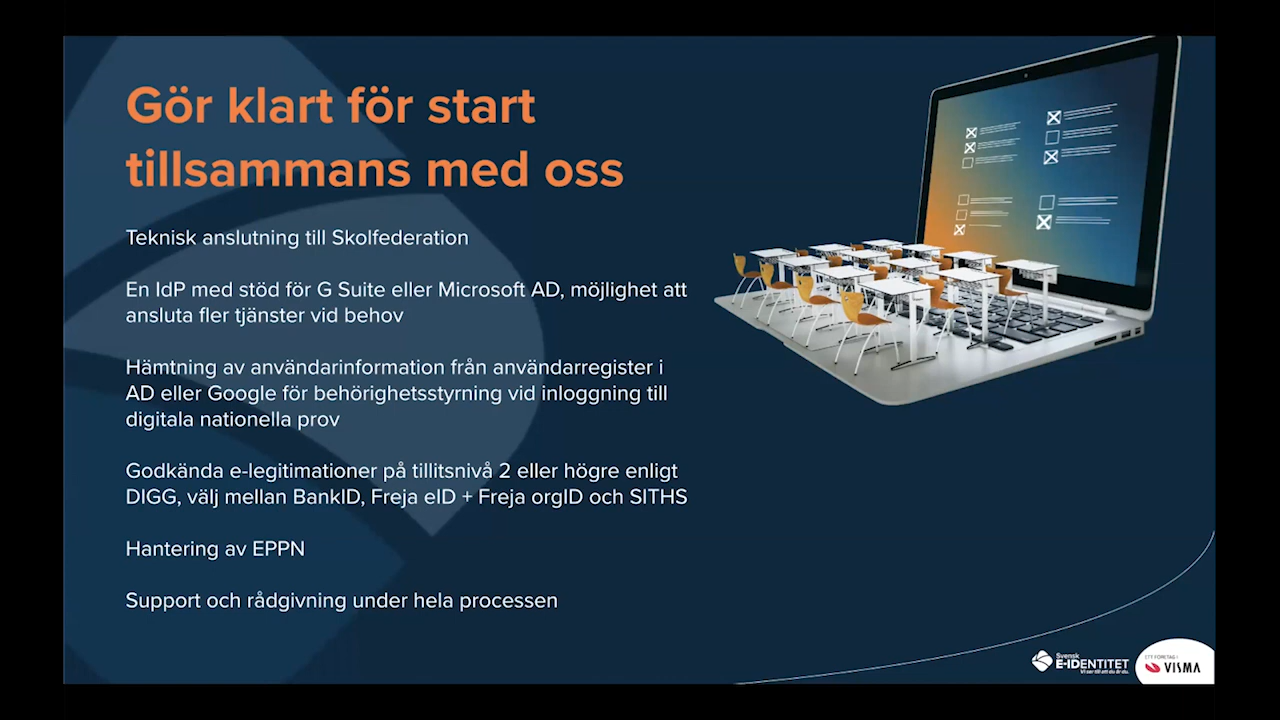 Gör klart för start
tillsammans med oss
Teknisk anslutning till Skolfederation
En IdP med stöd för G Suite eller Microsoft AD, möjlighet att
ansluta fler tjänster vid behov
Hämtning av användarinformation från användarregister i
AD eller Google för behörighetsstyrning vid inloggning till
digitala nationella prov
Godkända e-legitimationer på tillitsnivå 2 eller högre enligt
DIGG, välj mellan BankID, Freja eID + Freja orgID och SITHS
Hantering av EPPN
Support och rådgivning under hela processen
Svensk
E-IDENTITET
Vi ser till att du är du.
ETT FÖRETAG I
VISMA